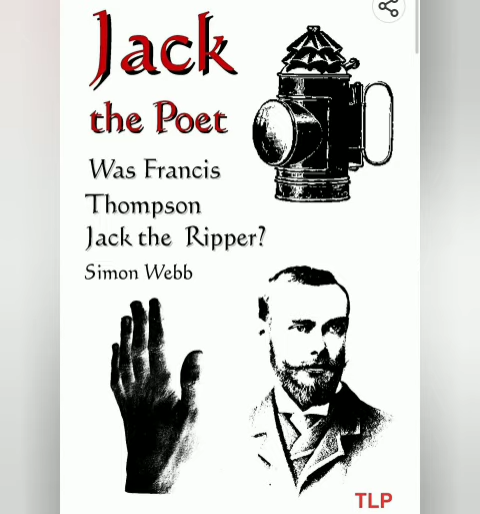 Jack
the Poet
Was Francis
Thompson
Jack the Ripper?
Simon Webb
TLP